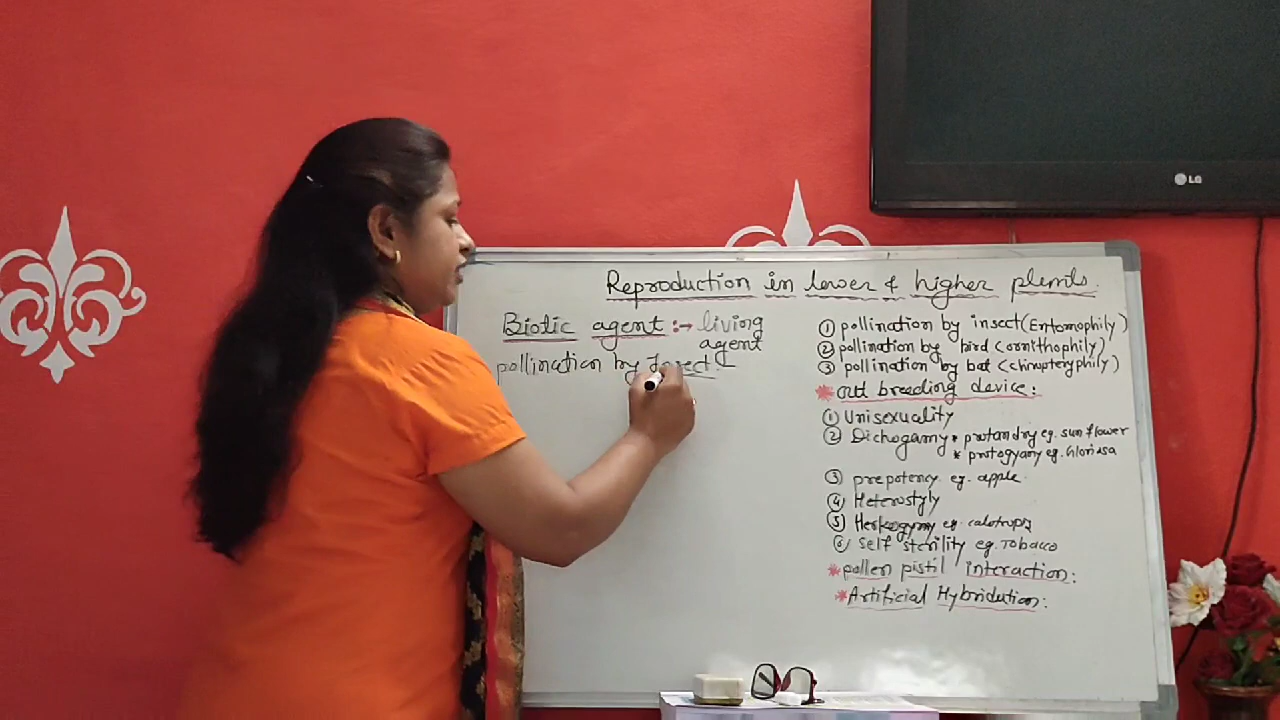 LG
Reproduction in lower & higher plants.
Biotic agent :→ living
agent
pollination by Insect
① pollination by insect (Entomophily)
② pollination by bird (ornithophily)
③ pollination by bat (chiropteryphily)
* out breeding device:
① Unisexuality
② Dichogamy * protandry eg. sunflower
* protogyny eg. Gloriosa
③ prepotency. eg. apple
④ Heterostyly
⑤ Herkogamy eg. calotropis
⑥ self sterility eg. Tobacco
* pollen pistil interaction:
* Artificial Hybridution: